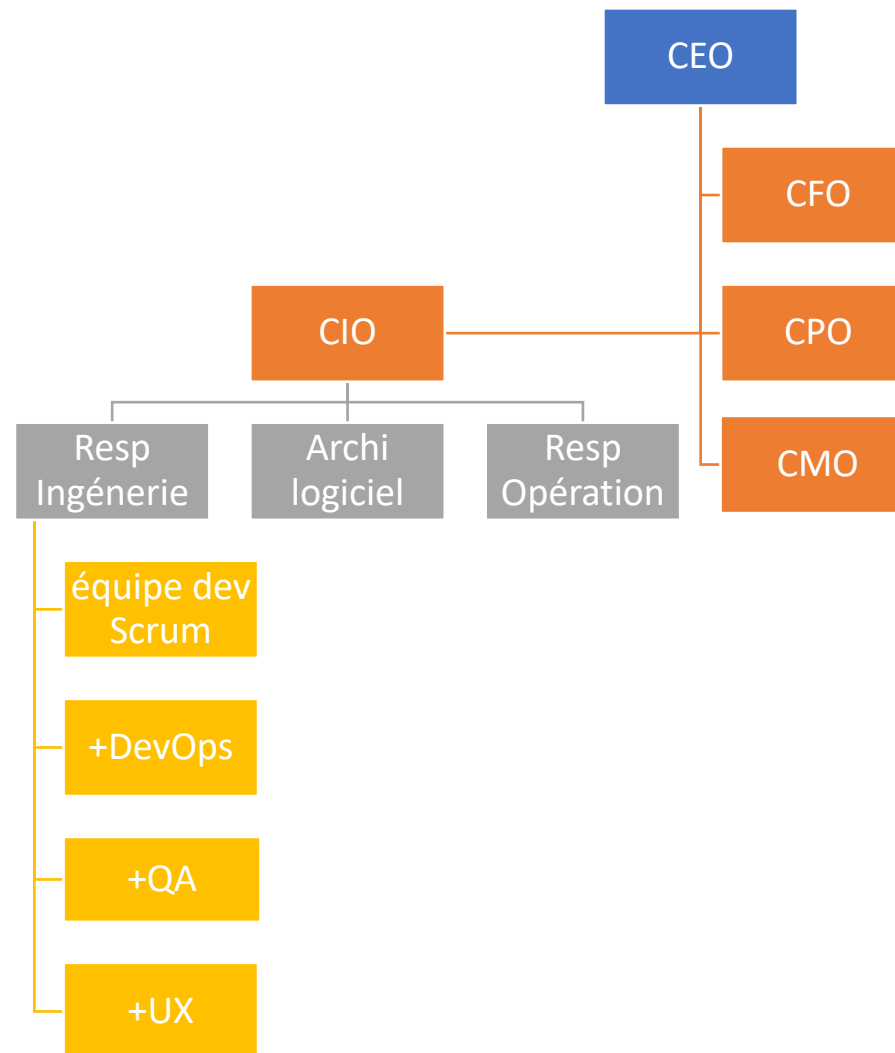 CEO
CFO
CIO
CPO
CMO
Resp
Ingénerie
Archi
logiciel
Resp
Opération
équipe dev
Scrum
+DevOps
+QA
+UX